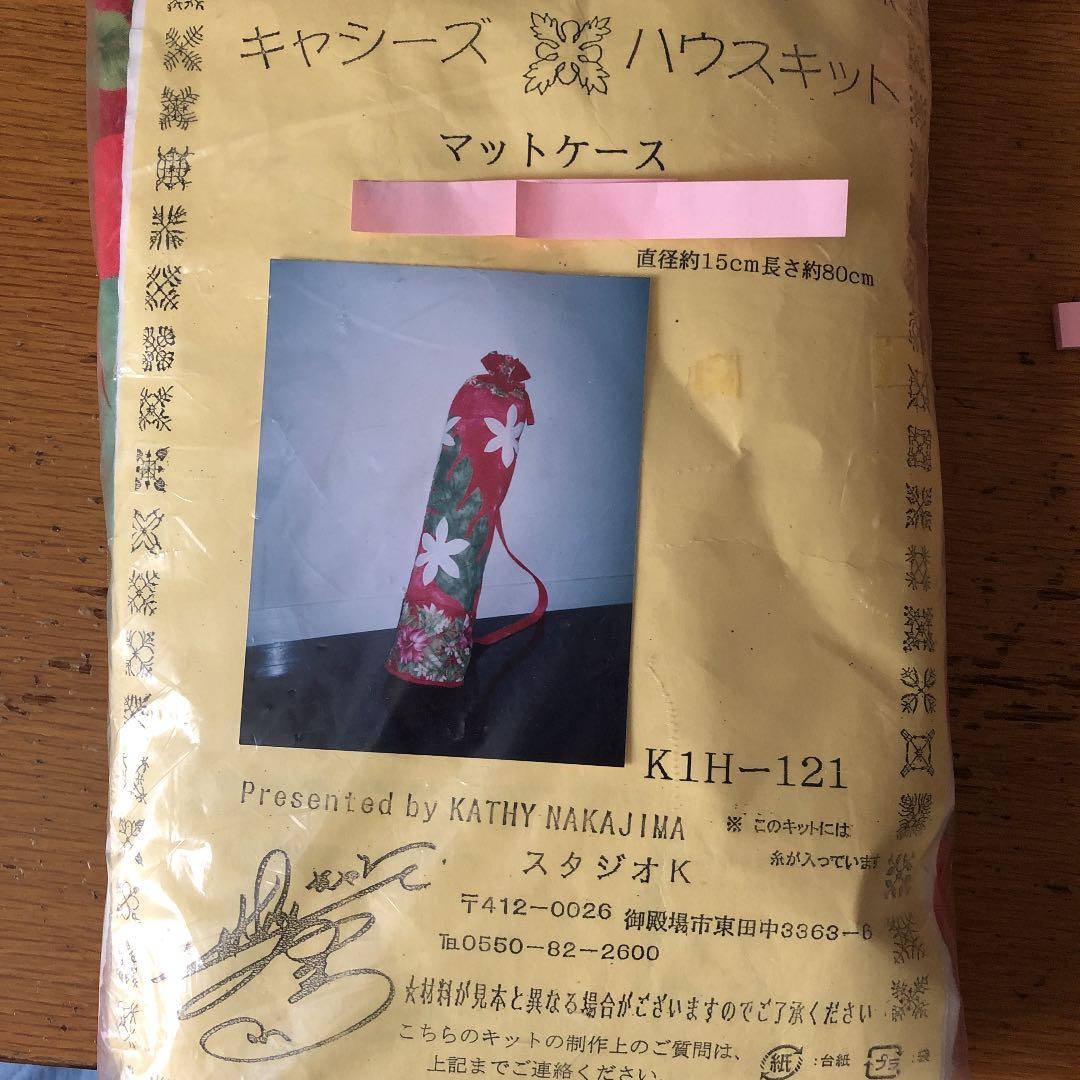 キャシーズ ハウスキット
マットケース
直径約15cm長さ約80cm
K1H-121
Presented by KATHY NAKAJIMA
※ このキットには
糸が入っています
スタジオK
〒412-0026 御殿場市東田中3363-6
℡0550-82-2600
☆材料が見本と異なる場合がございますのでご了承ください
こちらのキットの制作上のご質問は、
上記までご連絡ください。
紙 :台紙 プラ :袋